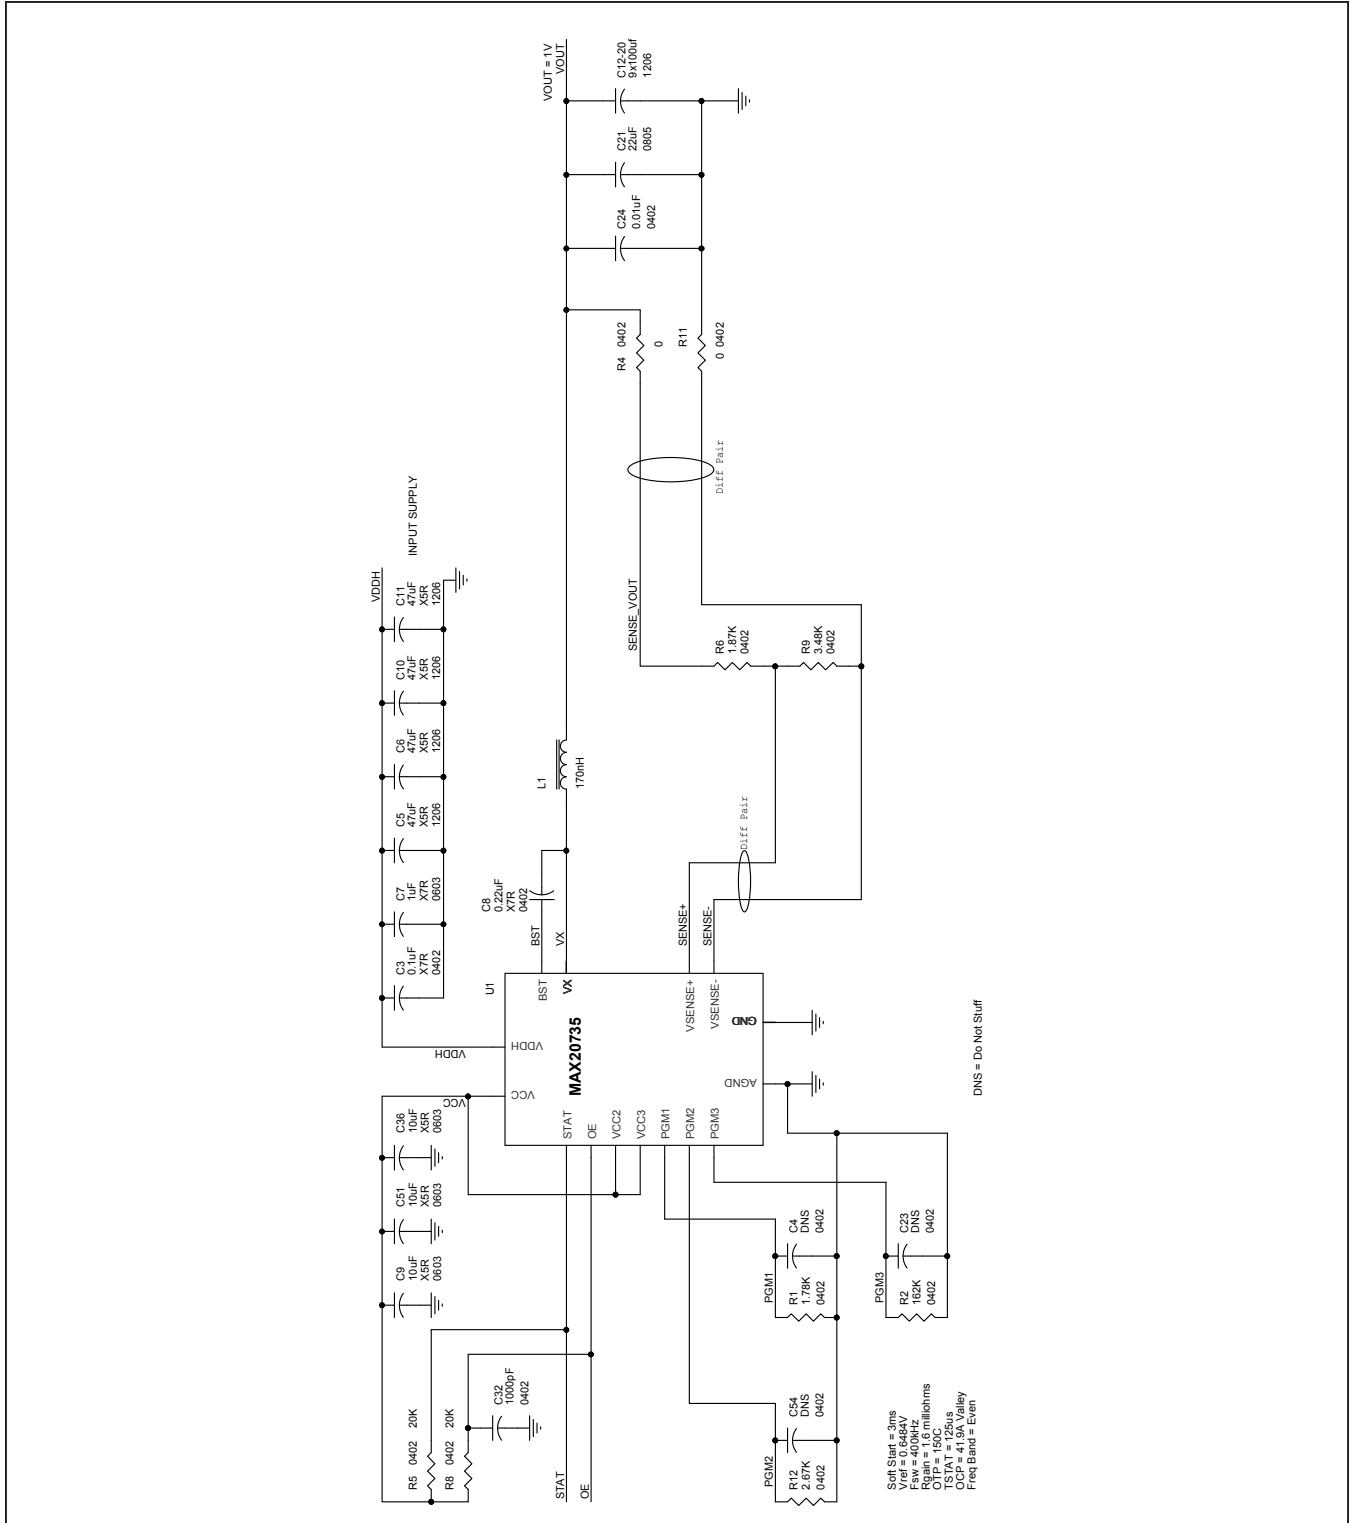 R5 0402 20K
R8 0402 20K
C32
1000pF
0402
STAT
OE
C9
10uF
X5R
0603
C51
10uF
X5R
0603
C36
10uF
X5R
0603
VCC
VDDH
C3
0.1uF
X7R
0402
C7
1uF
X7R
0603
C5
47uF
X5R
1206
C6
47uF
X5R
1206
C10
47uF
X5R
1206
C11
47uF
X5R
1206
VDDH
INPUT SUPPLY
U1
MAX20735
VCC
VDDH
STAT
OE
VCC2
VCC3
PGM1
PGM2
PGM3
BST
VX
VSENSE+
VSENSE-
GND
AGND
BST
VX
C8
0.22uF
X7R
0402
L1
170nH
SENSE+
SENSE-
Diff Pair
SENSE_VOUT
R6
1.87K
0402
R9
3.48K
0402
Diff Pair
R4 0402
0
R11
0 0402
C24
0.01uF
0402
C21
22uF
0805
C12-20
9x100uf
1206
VOUT = 1V
VOUT
PGM2
R12
2.67K
0402
C54
DNS
0402
PGM1
R1
1.78K
0402
C4
DNS
0402
PGM3
R2
162K
0402
C23
DNS
0402
Soft Start = 3ms
Vref = 0.6484V
Fsw = 400kHz
Rgain = 1.6 milliohms
OTP = 150C
TSTAT = 125us
OCP = 41.9A Valley
Freq Band = Even
DNS = Do Not Stuff